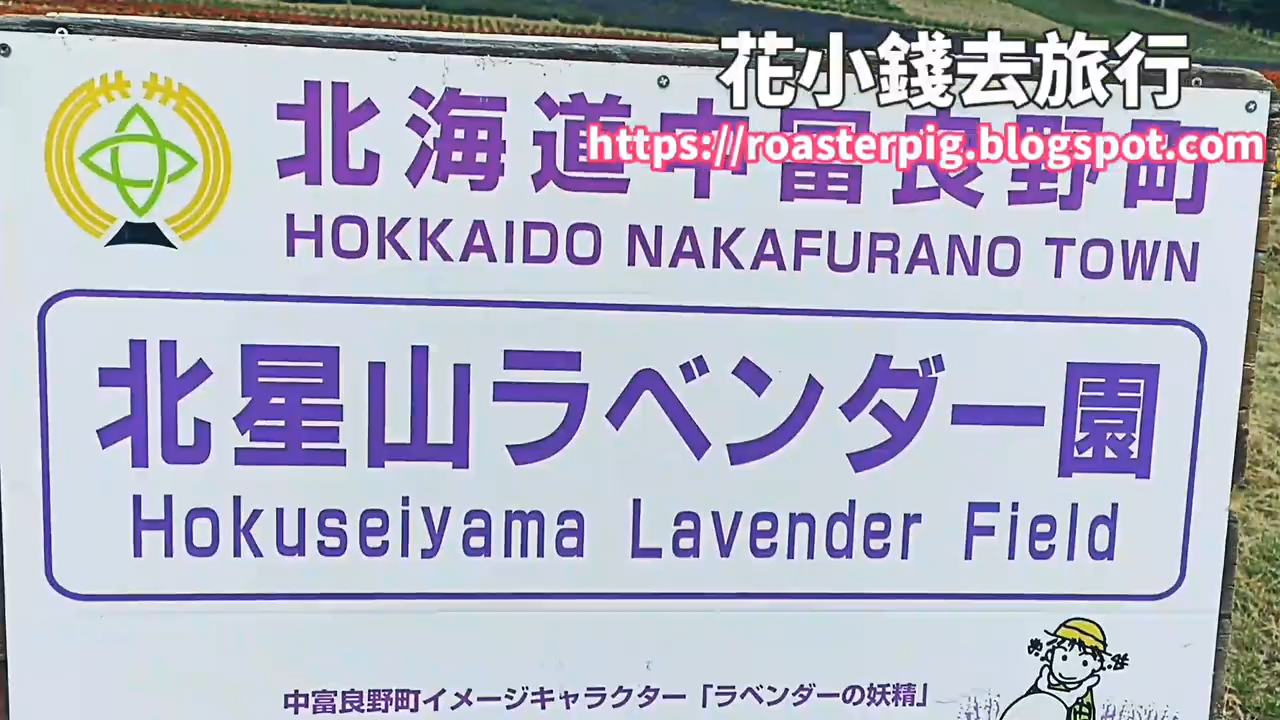 花小錢去旅行
https://roasterpig.blogspot.com
北海道中富良野町
HOKKAIDO NAKAFURANO TOWN
北星山ラベンダー園
Hokuseiyama Lavender Field
中富良野町イメージキャラクター「ラベンダーの妖精」